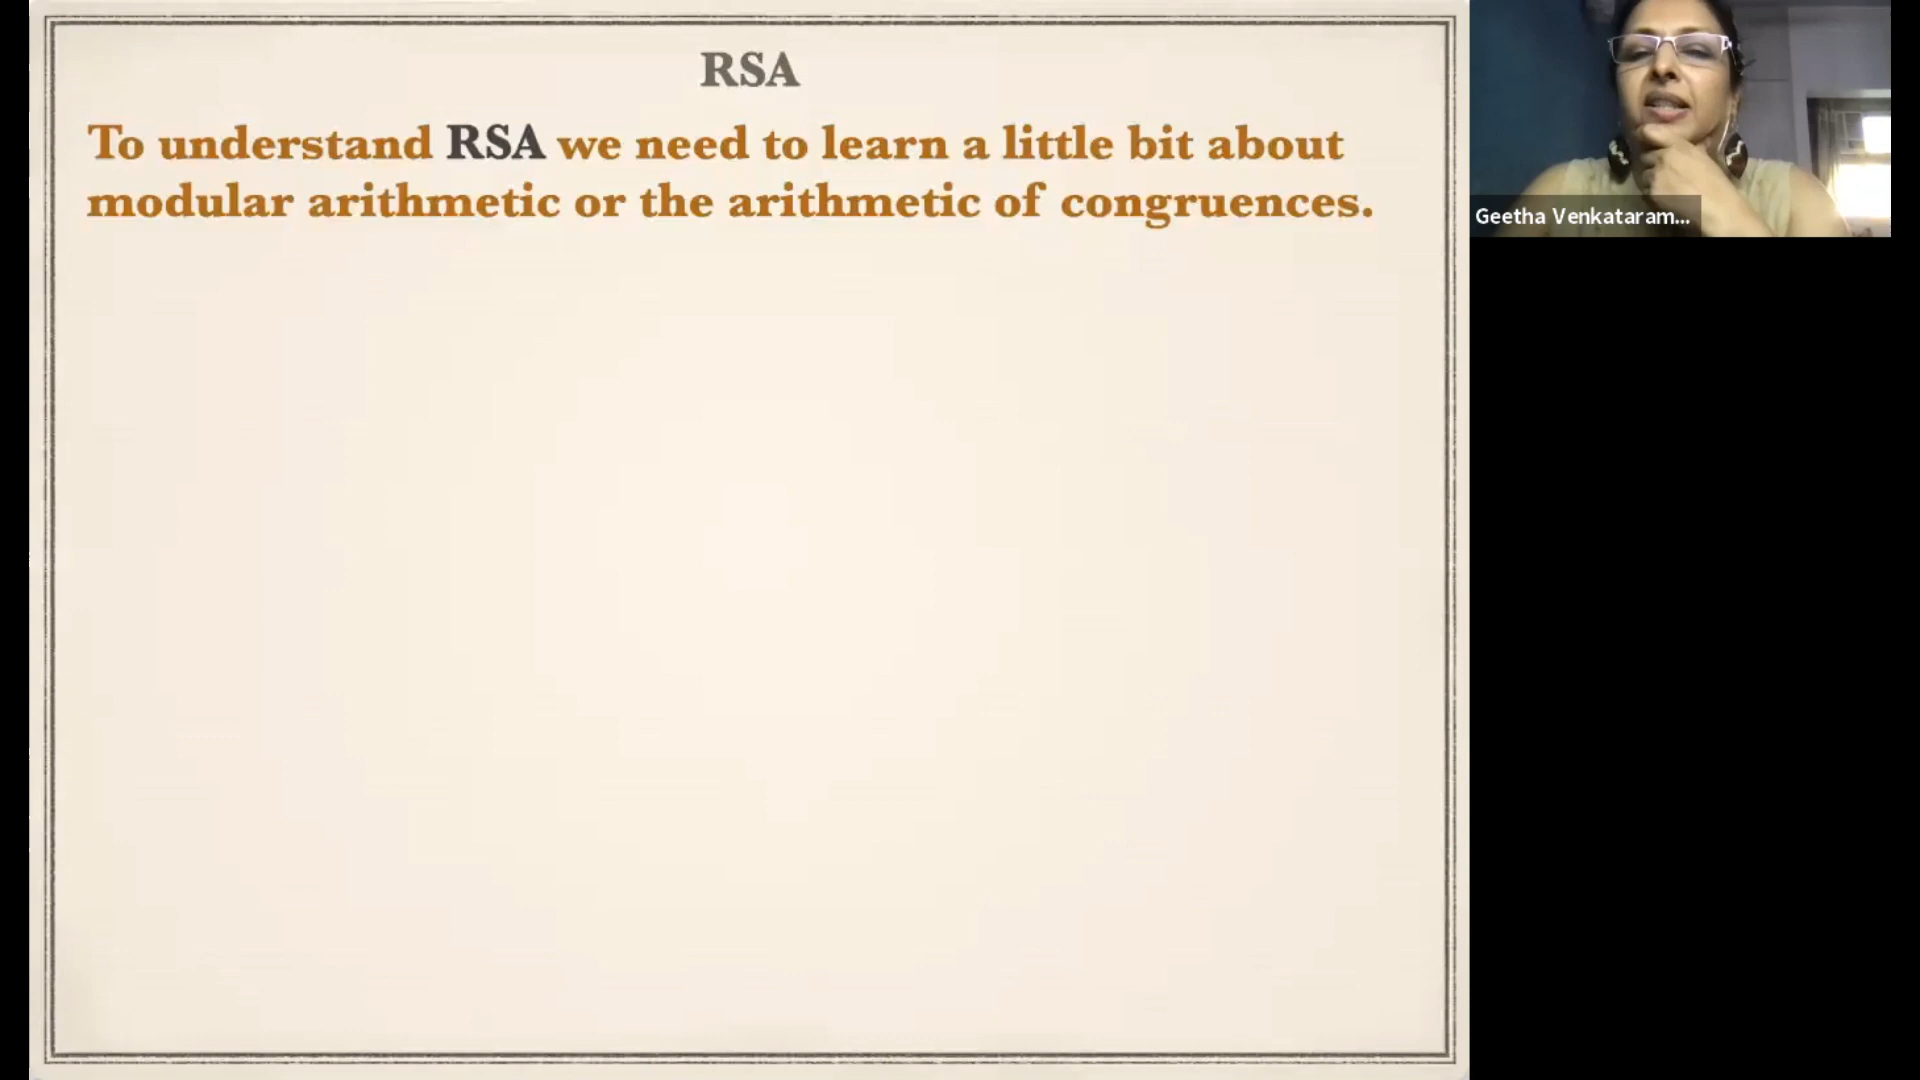 RSA
To understand RSA we need to learn a little bit about
modular arithmetic or the arithmetic of congruences.
Geetha Venkataram...